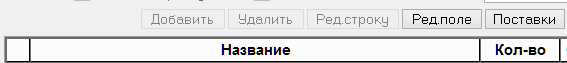 Добавить Удалить Ред.строку Ред.поле Поставки
Название Кол-во